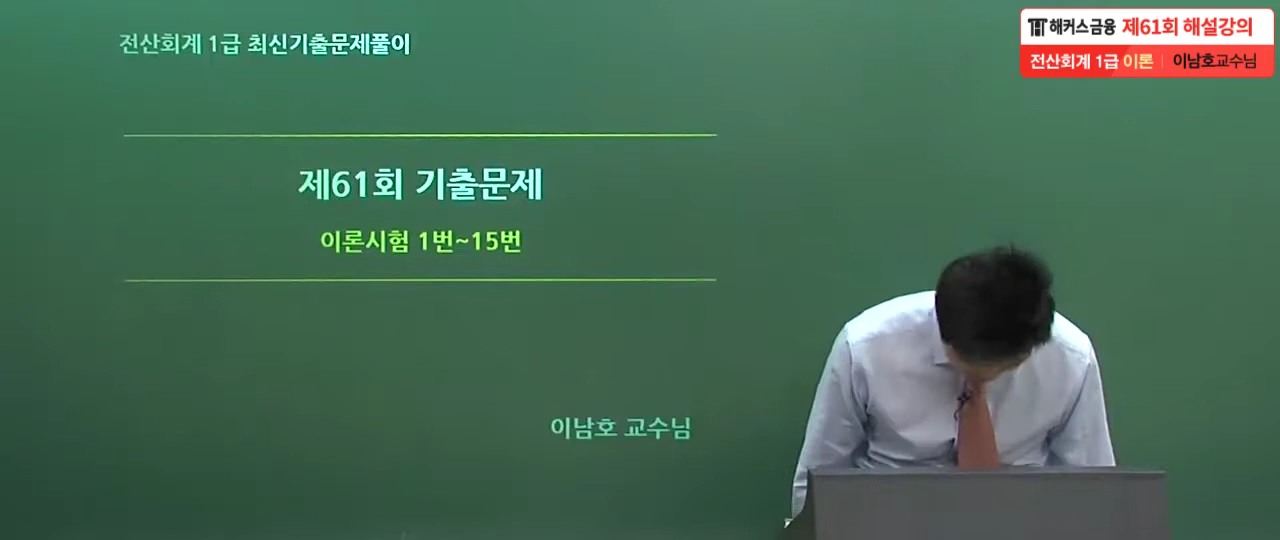 전산회계 1급 최신기출문제풀이
해커스금융 제61회 해설강의
전산회계 1급 이론 | 이남호교수님
제61회 기출문제
이론시험 1번~15번
이남호 교수님